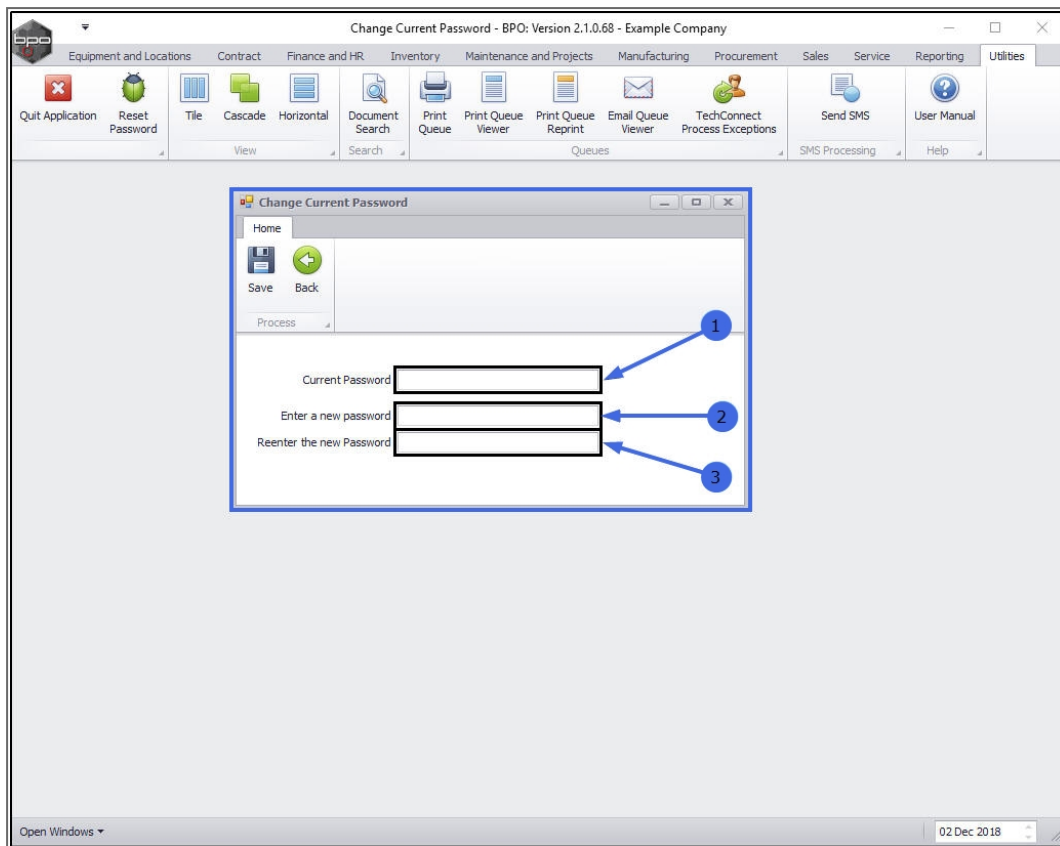 Change Current Password - BPO: Version 2.1.0.68 - Example Company
bpo
Equipment and Locations Contract Finance and HR Inventory Maintenance and Projects Manufacturing Procurement Sales Service Reporting Utilities
Quit Application
Reset Password
Tile
Cascade
Horizontal
Document Search
Print Queue
Print Queue Viewer
Print Queue Reprint
Email Queue Viewer
TechConnect Process Exceptions
Send SMS
User Manual
View
Search
Queues
SMS Processing
Help
Change Current Password
Home
Save
Back
Process
1
Current Password
Enter a new password
2
Reenter the new Password
3
Open Windows
02 Dec 2018